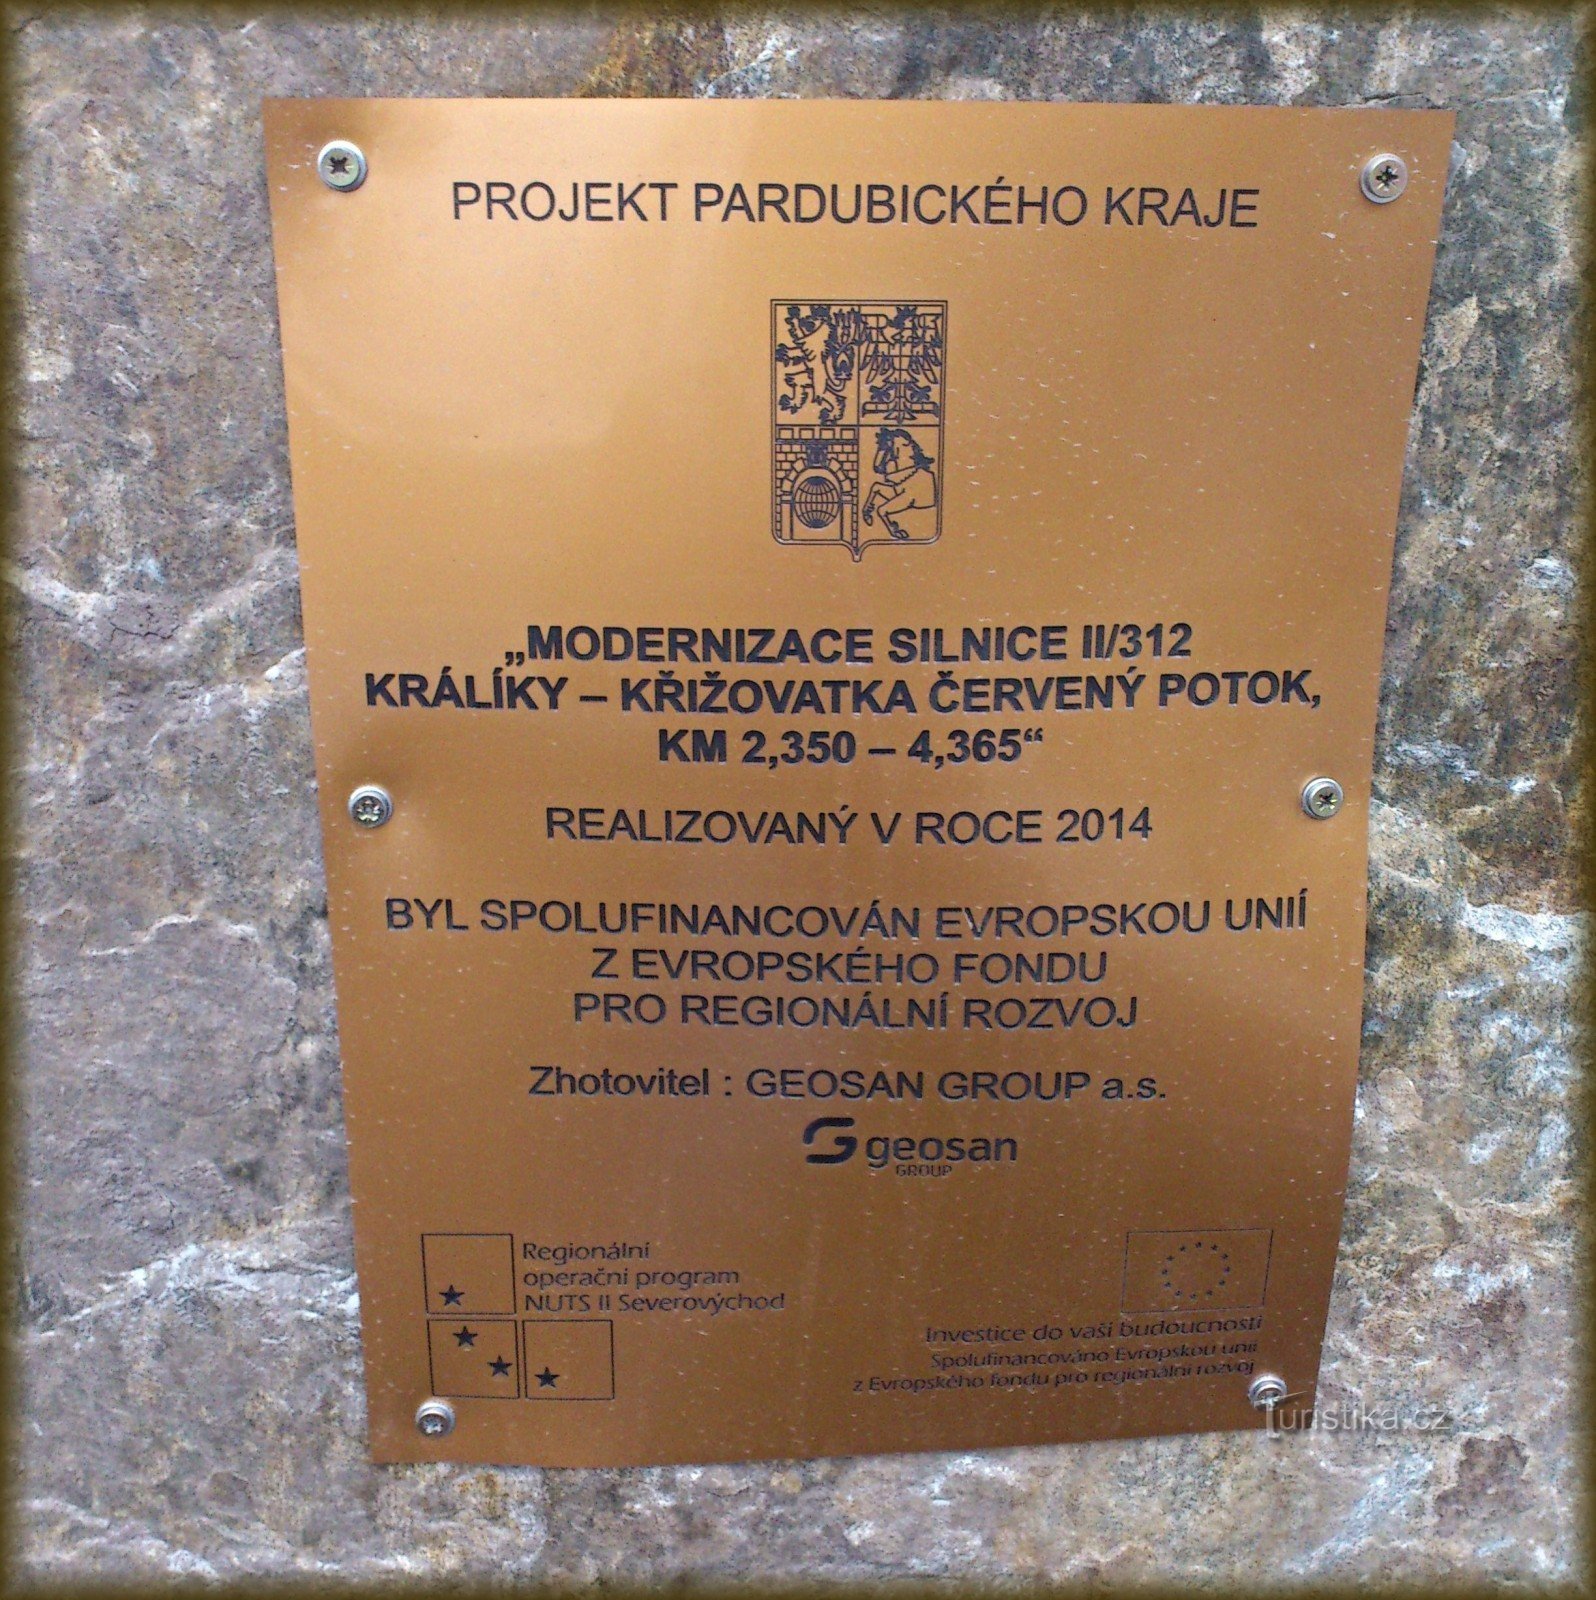 PROJEKT PARDUBICKÉHO KRAJE
„MODERNIZACE SILNICE II/312
KRÁLÍKY – KŘIŽOVATKA ČERVENÝ POTOK,
KM 2,350 – 4,365“
REALIZOVANÝ V ROCE 2014
BYL SPOLUFINANCOVÁN EVROPSKOU UNIÍ
Z EVROPSKÉHO FONDU
PRO REGIONÁLNÍ ROZVOJ
Zhotovitel : GEOSAN GROUP a.s.
geosan
GROUP
Regionální
operační program
NUTS II Severovýchod
Investice do vaší budoucnosti
Spolufinancováno Evropskou unií
z Evropského fondu pro regionální rozvoj
Turistika.cz